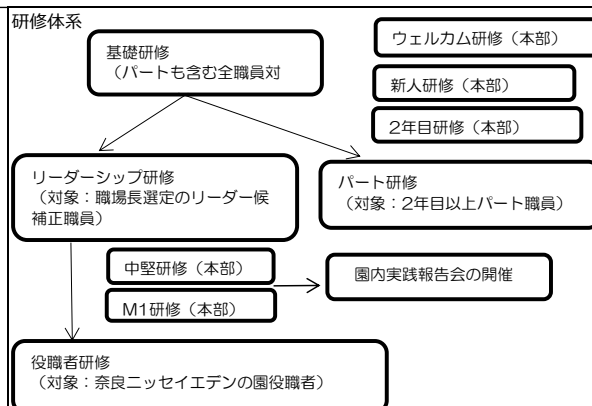 研修体系
基礎研修
（パートも含む全職員対
ウェルカム研修（本部）
新人研修（本部）
2年目研修（本部）
リーダーシップ研修
（対象：職場長選定のリーダー候
補正職員）
パート研修
（対象：2年目以上パート職員）
中堅研修（本部）
M1研修（本部）
園内実践報告会の開催
役職者研修
（対象：奈良ニッセイエデンの園役職者）